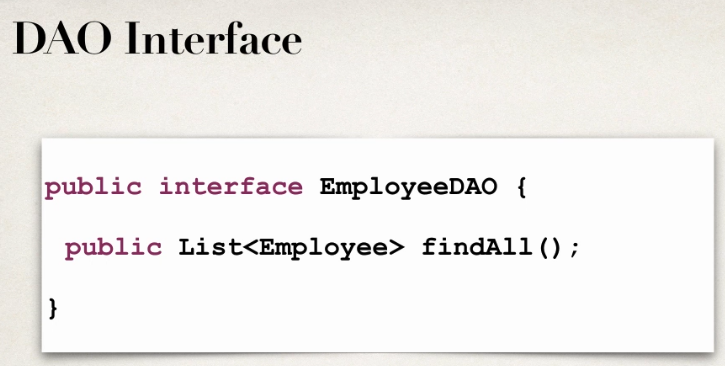 DAO Interface
public interface EmployeeDAO {
public List<Employee> findAll();
}